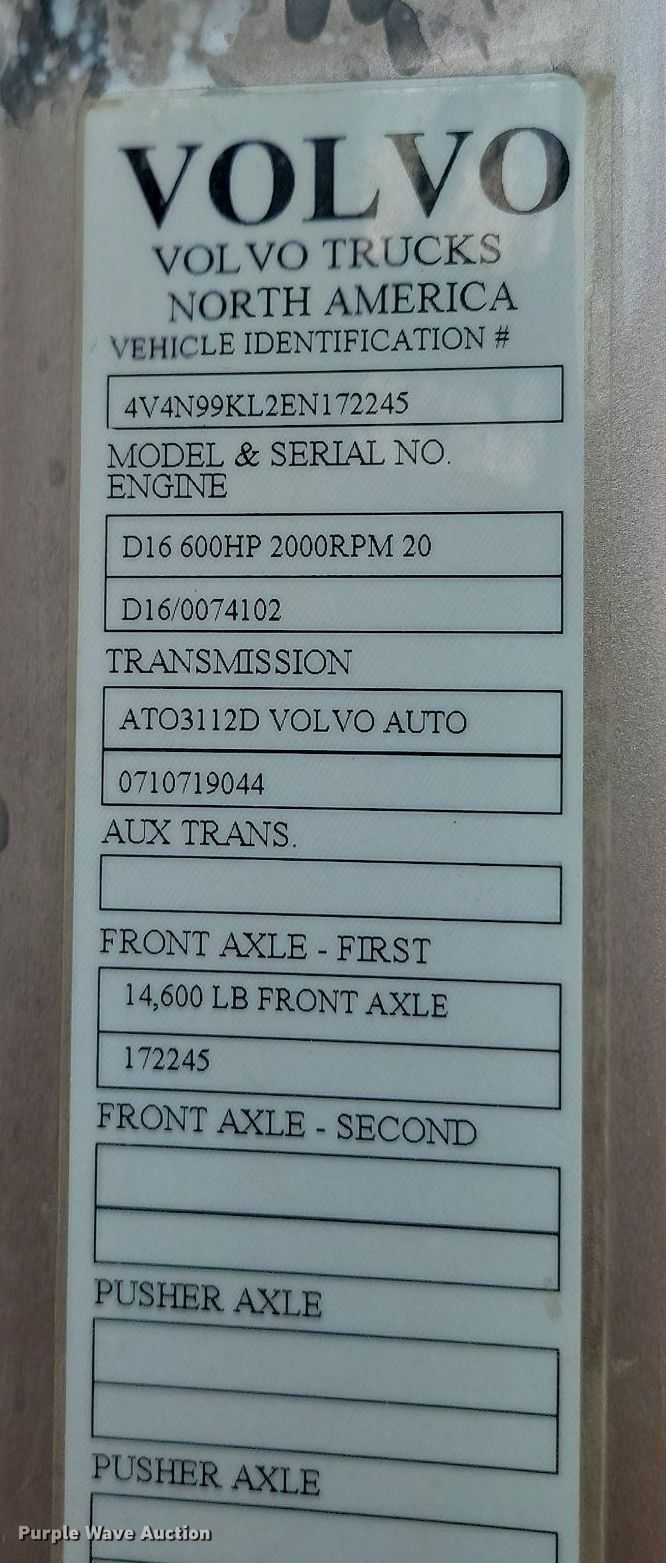 VOLVO
VOLVO TRUCKS
NORTH AMERICA
VEHICLE IDENTIFICATION #
4V4N99KL2EN172245
MODEL & SERIAL NO.
ENGINE
D16 600HP 2000RPM 20
D16/0074102
TRANSMISSION
ATO3112D VOLVO AUTO
0710719044
AUX TRANS.
FRONT AXLE - FIRST
14,600 LB FRONT AXLE
172245
FRONT AXLE - SECOND
PUSHER AXLE
PUSHER AXLE
Purple Wave Auction